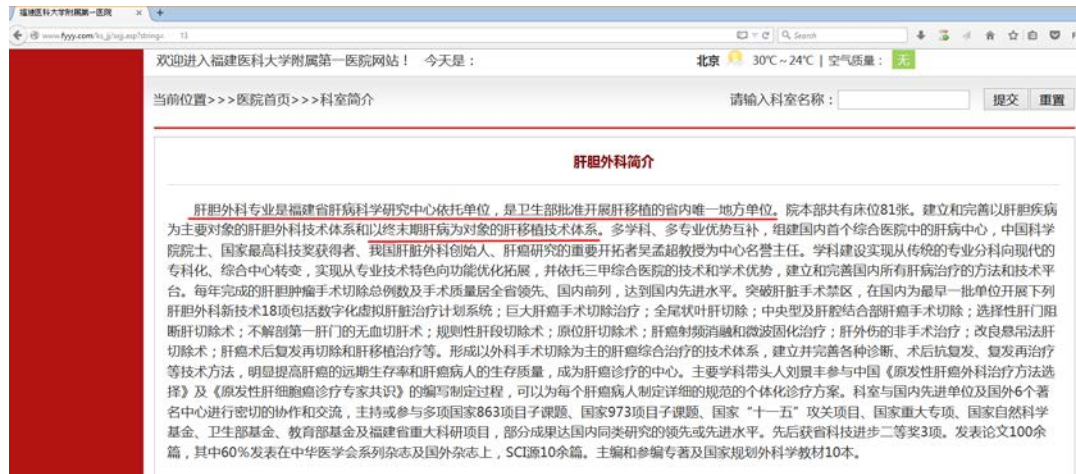 福建医科大学附属第一医院 × +
www.fyyy.com/ks_jj/ Search
欢迎进入福建医科大学附属第一医院网站! 今天是: 北京 30℃~24℃ | 空气质量: 无
当前位置>>>医院首页>>>科室简介 请输入科室名称: 提交 重置
肝胆外科简介
肝胆外科专业是福建省肝病科学研究中心依托单位,是卫生部批准开展肝移植的省内唯一地方单位。院本部共有床位81张。建立和完善以肝胆疾病
为主要对象的肝胆外科技术体系和以终末期肝病为对象的肝移植技术体系。多学科、多专业优势互补,组建国内首个综合医院中的肝病中心,中国科学
院院士、国家最高科技奖获得者、我国肝脏外科创始人、肝癌研究的重要开拓者吴孟超教授为中心名誉主任。学科建设实现从传统的专业分科向现代的
专科化、综合中心转变,实现从专业技术特色向功能优化拓展,并依托三甲综合医院的技术和学术优势,建立和完善国内所有肝病治疗的方法和技术平
台。每年完成的肝胆肿瘤手术切除总例数及手术质量居全省领先、国内前列,达到国内先进水平。突破肝脏手术禁区,在国内为最早一批单位开展下列
肝胆外科新技术18项包括数字化虚拟肝脏治疗计划系统;巨大肝癌手术切除治疗;全尾状叶肝切除;中央型及肝腔结合部肝癌手术切除;选择性肝门阻
断肝切除术;不解剖第一肝门的无血切肝术;规则性肝段切除术;原位肝切除术;肝癌射频消融和微波固化治疗;肝外伤的非手术治疗;改良悬吊法肝
切除术;肝癌术后复发再切除和肝移植治疗等。形成以外科手术切除为主的肝癌综合治疗的技术体系,建立并完善各种诊断、术后抗复发、复发再治疗
等技术方法,明显提高肝癌的远期生存率和肝癌病人的生存质量,成为肝癌诊疗的中心。主要学科带头人刘景丰参与中国《原发性肝癌外科治疗方法选
择》及《原发性肝细胞癌诊疗专家共识》的编写制定过程,可以为每个肝癌病人制定详细的规范的个体化诊疗方案。科室与国内先进单位及国外6个著
名中心进行密切的协作和交流,主持或参与多项国家863项目子课题、国家973项目子课题、国家“十一五”攻关项目、国家重大专项、国家自然科学
基金、卫生部基金、教育部基金及福建省重大科研项目,部分成果达国内同类研究的领先或先进水平。先后获省科技进步二等奖3项。发表论文100余
篇,其中60%发表在中华医学会系列杂志及国外杂志上,SCI源10余篇。主编和参编专著及国家规划外科学教材10本。